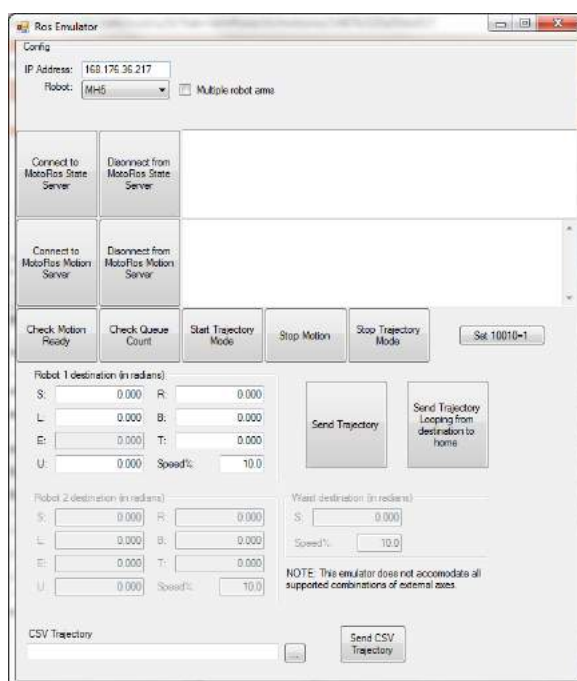 Ros Emulator
Config
IP Address: 168.176.36.217
Robot: MH5 Multiple robot arms
Connect to MotoRos State Server
Disonnect from MotoRos State Server
Connect to MotoRos Motion Server
Disonnect from MotoRos Motion Server
Check Motion Ready
Check Queue Count
Start Trajectory Mode
Stop Motion
Stop Trajectory Mode
Set 10010=1
Robot 1 destination (in radians)
S: 0.000 R: 0.000
L: 0.000 B: 0.000
E: 0.000 T: 0.000
U: 0.000 Speed%: 10.0
Send Trajectory
Send Trajectory Looping from destination to home
Robot 2 destination (in radians)
S: 0.000 R: 0.000
L: 0.000 B: 0.000
E: 0.000 T: 0.000
U: 0.000 Speed%: 10.0
Waist destination (in radians)
S: 0.000
Speed%: 10.0
NOTE: This emulator does not accomodate all
supported combinations of external axes.
CSV Trajectory
...
Send CSV Trajectory